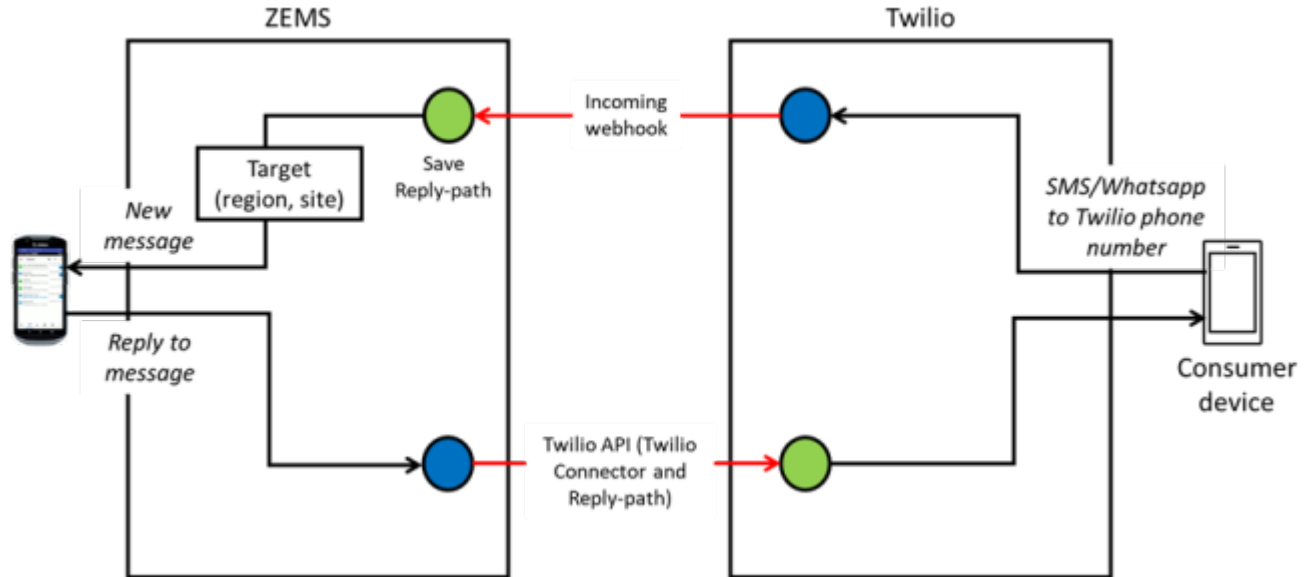 ZEMS
Twilio
Incoming
webhook
Save
Reply-path
Target
(region, site)
New
message
SMS/Whatsapp
to Twilio phone
number
Reply to
message
Consumer
device
Twilio API (Twilio
Connector and
Reply-path)